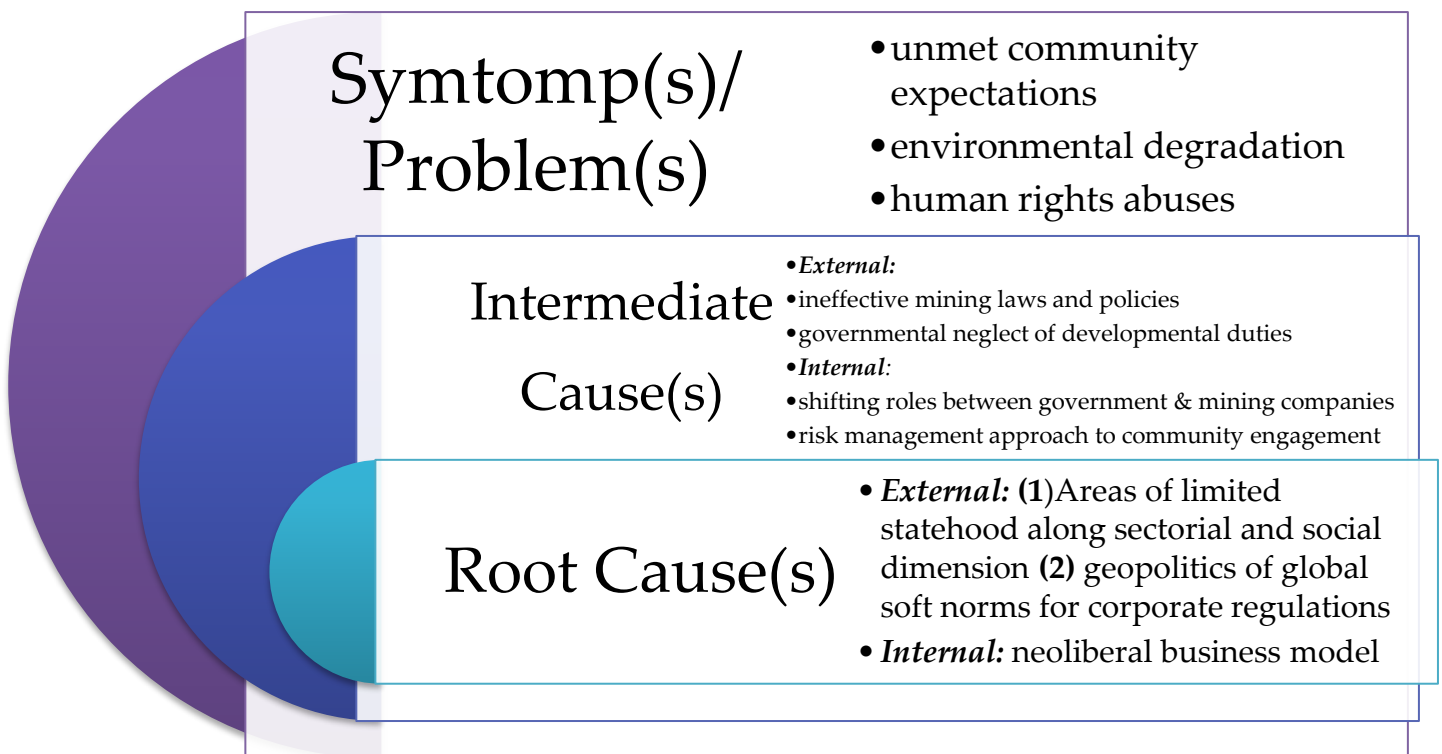 Symtomp(s)/
Problem(s)
•unmet community
expectations
•environmental degradation
•human rights abuses
Intermediate
Cause(s)
•External:
•ineffective mining laws and policies
•governmental neglect of developmental duties
•Internal:
•shifting roles between government & mining companies
•risk management approach to community engagement
Root Cause(s)
• External: (1)Areas of limited
statehood along sectorial and social
dimension (2) geopolitics of global
soft norms for corporate regulations
• Internal: neoliberal business model